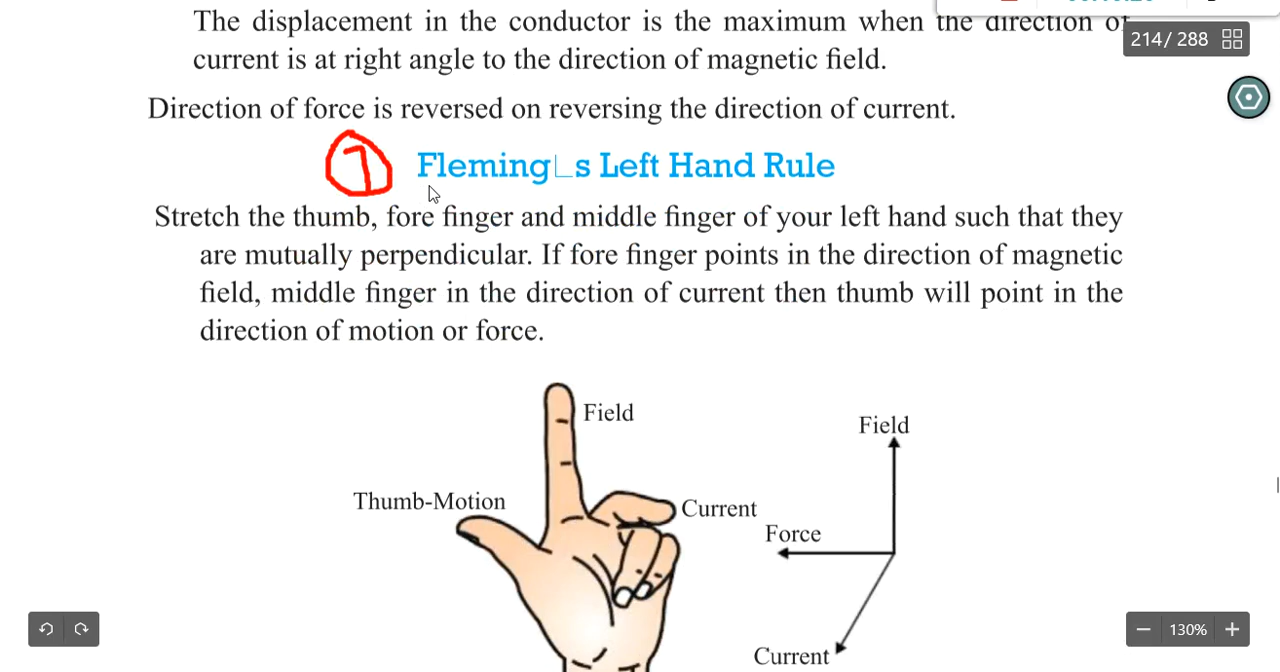 The displacement in the conductor is the maximum when the direction of
current is at right angle to the direction of magnetic field.
214/ 288
Direction of force is reversed on reversing the direction of current.
7
Fleming∟s Left Hand Rule
Stretch the thumb, fore finger and middle finger of your left hand such that they
are mutually perpendicular. If fore finger points in the direction of magnetic
field, middle finger in the direction of current then thumb will point in the
direction of motion or force.
Field
Field
Thumb-Motion
Current
Force
Current
130%